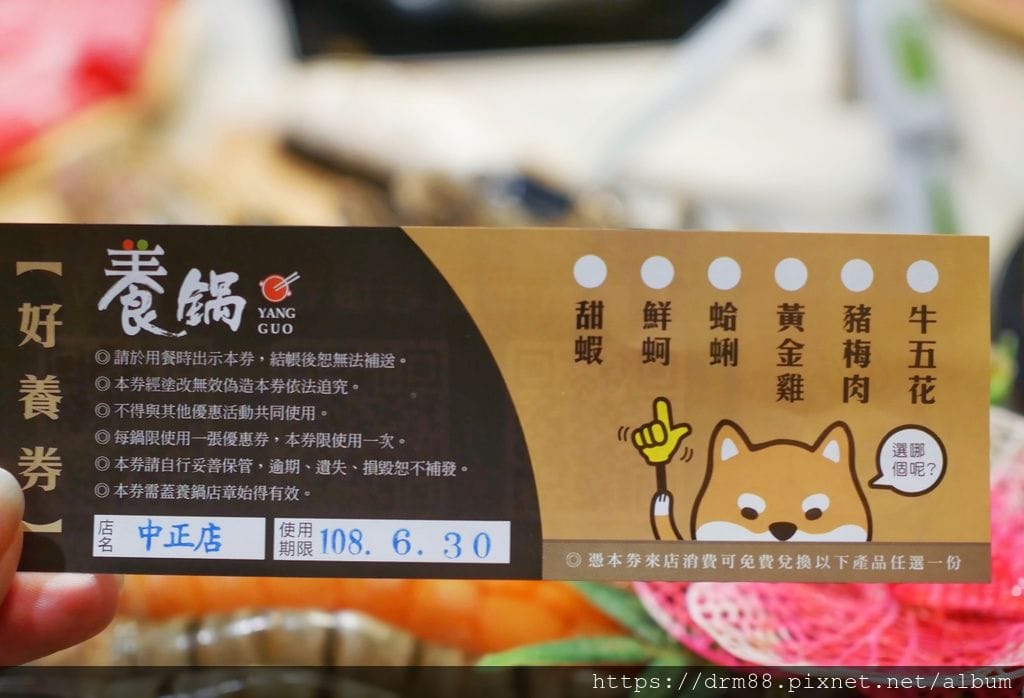 【好養券】
養鍋
YANG
GUO
◎請於用餐時出示本券，結帳後恕無法補送。
◎本券經塗改無效偽造本券依法追究。
◎不得與其他優惠活動共同使用。
◎每鍋限使用一張優惠券，本券限使用一次。
◎本券請自行妥善保管，逾期、遺失、損毀恕不補發。
◎本券需蓋養鍋店章始得有效。
店名
中正店
使用期限
108. 6. 30
甜蝦
鮮蚵
蛤蜊
黃金雞
豬梅肉
牛五花
選哪
個呢?
◎憑本券來店消費可免費兌換以下產品任選一份
https://drm88.pixnet.net/album